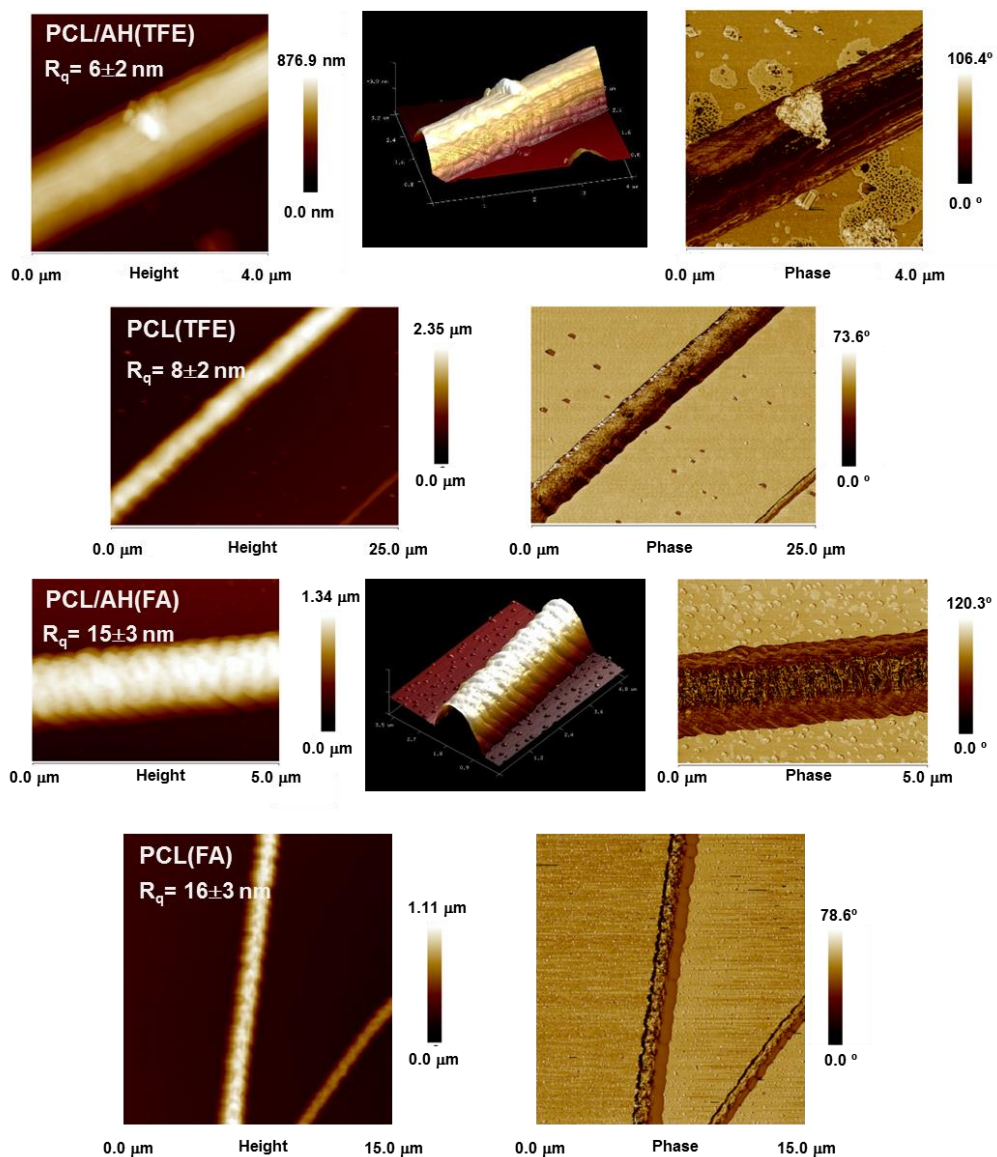 PCL/AH(TFE)
Rq= 6±2 nm
876.9 nm
0.0 nm
106.4º
0.0 º
0.0 μm Height 4.0 μm
0.0 μm Phase 4.0 μm
PCL(TFE)
Rq= 8±2 nm
2.35 μm
0.0 μm
73.6º
0.0 º
0.0 μm Height 25.0 μm
0.0 μm Phase 25.0 μm
PCL/AH(FA)
Rq= 15±3 nm
1.34 μm
0.0 μm
120.3º
0.0 º
0.0 μm Height 5.0 μm
0.0 μm Phase 5.0 μm
PCL(FA)
Rq= 16±3 nm
1.11 μm
0.0 μm
78.6º
0.0 º
0.0 μm Height 15.0 μm
0.0 μm Phase 15.0 μm